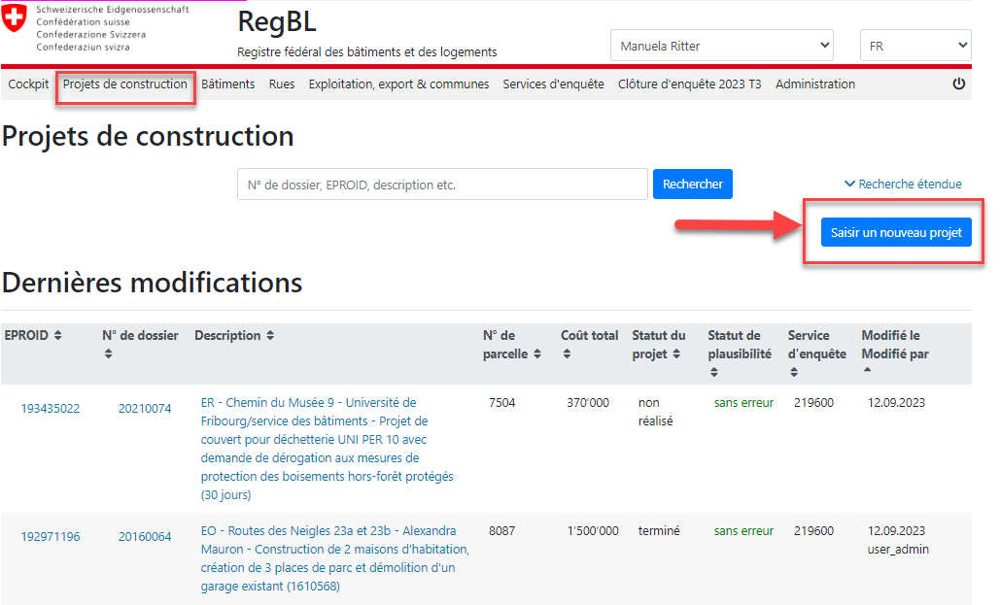 Schweizerische Eidgenossenschaft
Confédération suisse
Confederazione Svizzera
Confederaziun svizra
RegBL
Registre fédéral des bâtiments et des logements
Manuela Ritter
FR
Cockpit Projets de construction Bâtiments Rues Exploitation, export & communes Services d'enquête Clôture d'enquête 2023 T3 Administration
Projets de construction
N° de dossier, EPROID, description etc.
Rechercher
Recherche étendue
Saisir un nouveau projet
Dernières modifications
EPROID N° de dossier Description N° de parcelle Coût total Statut du projet Statut de plausibilité Service d'enquête Modifié le Modifié par
193435022 20210074 ER - Chemin du Musée 9 - Université de 7504 370’000 non sans erreur 219600 12.09.2023
Fribourg/service des bâtiments - Projet de réalisé
couvert pour déchetterie UNI PER 10 avec
demande de dérogation aux mesures de
protection des boisements hors-forêt protégés
(30 jours)
192971196 20160064 EO - Routes des Neigles 23a et 23b - Alexandra 8087 1’500’000 terminé sans erreur 219600 12.09.2023
Mauron - Construction de 2 maisons d'habitation, user_admin
création de 3 places de parc et démolition d'un
garage existant (1610568)